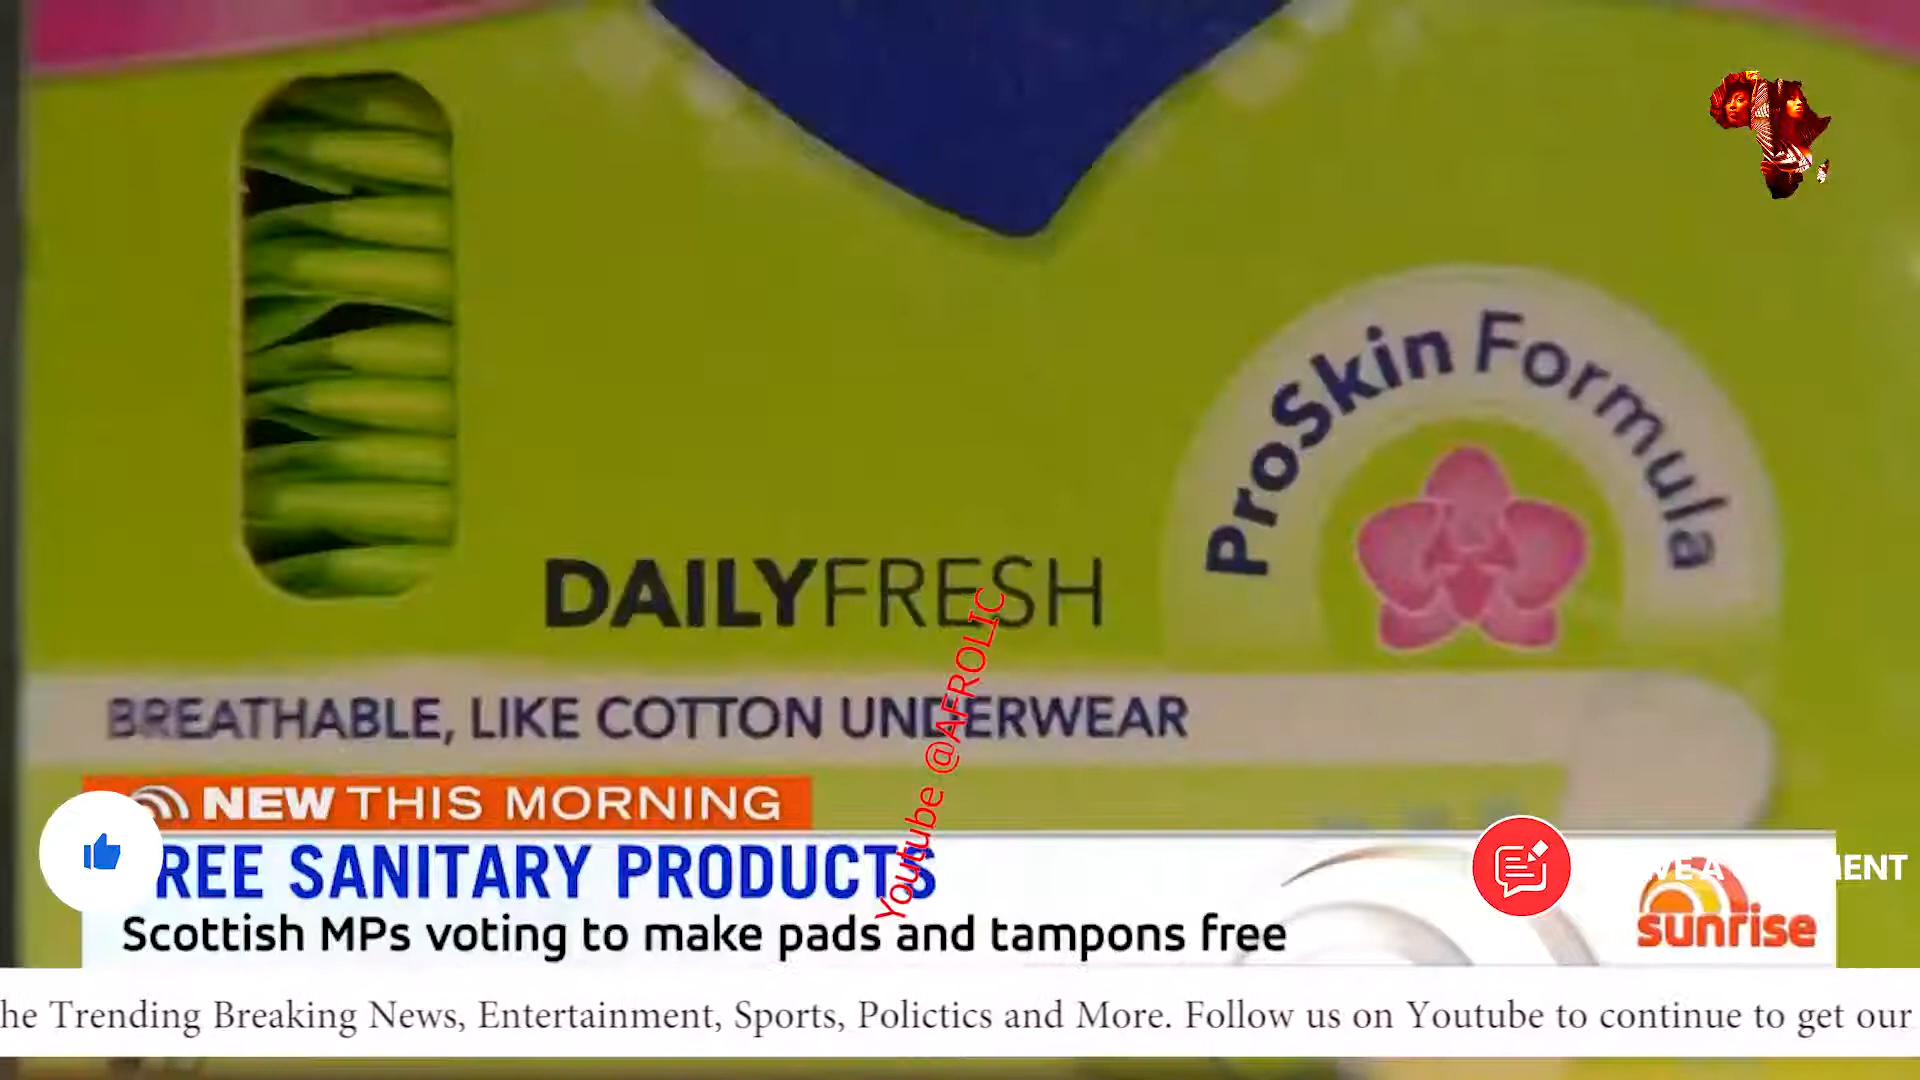 ProSkin Formula
DAILYFRESH
BREATHABLE, LIKE COTTON UNDERWEAR
Youtube @AFROLIC
NEW THIS MORNING
REE SANITARY PRODUCTS
Scottish MPs voting to make pads and tampons free
sunrise
he Trending Breaking News, Entertainment, Sports, Polictics and More. Follow us on Youtube to continue to get our